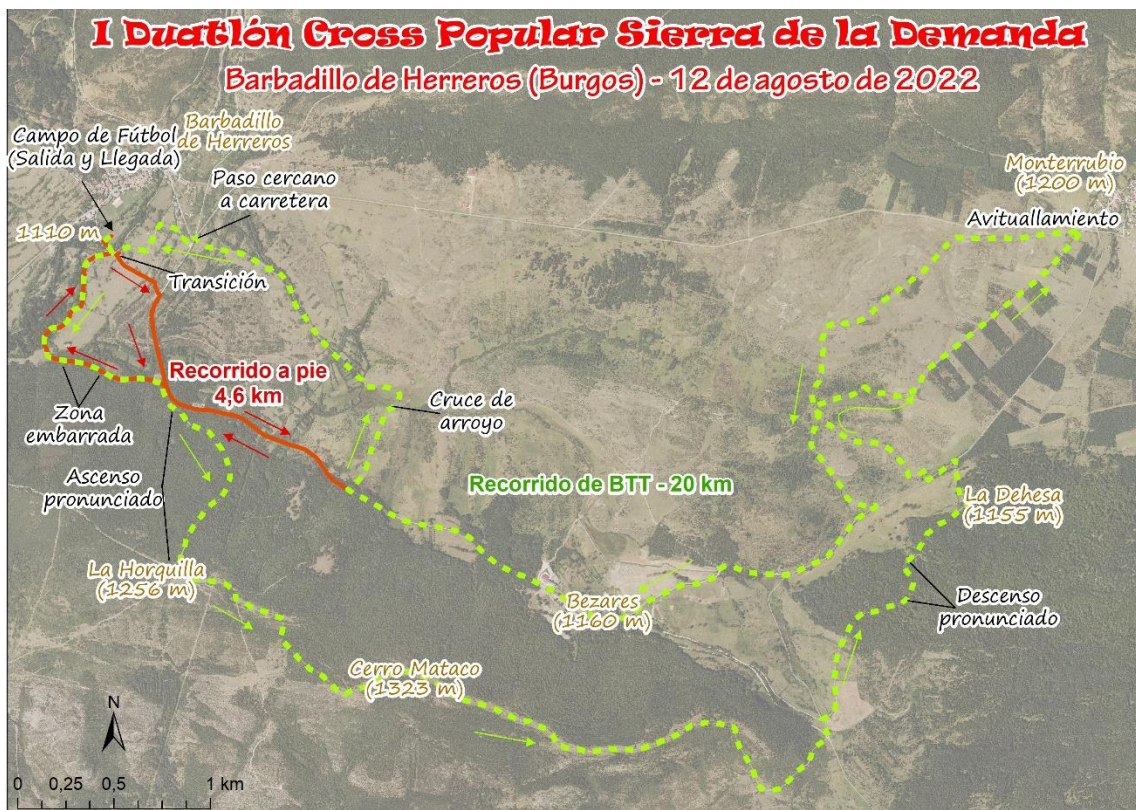 I Duatlón Cross Popular Sierra de la Demanda
Barbadillo de Herreros (Burgos) - 12 de agosto de 2022
Campo de Fútbol
(Salida y Llegada)
Barbadillo
de Herreros
Paso cercano
a carretera
1110 m
Transición
Monterrubio
(1200 m)
Avituallamiento
Recorrido a pie
4,6 km
Zona
embarrada
Cruce de
arroyo
Ascenso
pronunciado
Recorrido de BTT - 20 km
La Dehesa
(1155 m)
La Horquilla
(1256 m)
Bezares
(1160 m)
Descenso
pronunciado
Cerro Mataco
(1323 m)
N
0 0,25 0,5 1 km